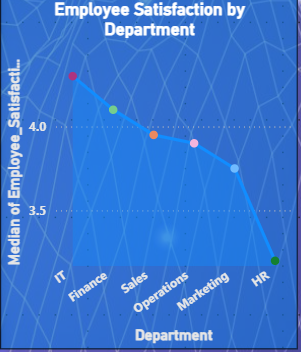 Employee Satisfaction by
Department
Median of Employee_Satisfacti...
4.0
3.5
IT
Finance
Sales
Operations
Marketing
HR
Department